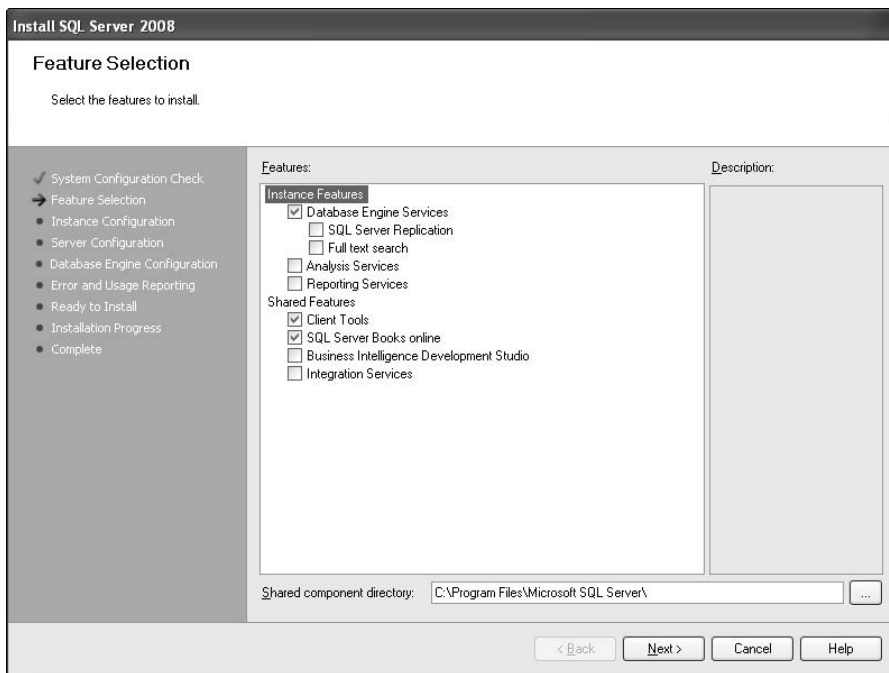 Install SQL Server 2008
Feature Selection
Select the features to install.
System Configuration Check
Feature Selection
Instance Configuration
Server Configuration
Database Engine Configuration
Error and Usage Reporting
Ready to Install
Installation Progress
Complete
Features:
Instance Features
Database Engine Services
SQL Server Replication
Full text search
Analysis Services
Reporting Services
Shared Features
Client Tools
SQL Server Books online
Business Intelligence Development Studio
Integration Services
Description:
Shared component directory: C:\Program Files\Microsoft SQL Server\ ...
< Back Next > Cancel Help